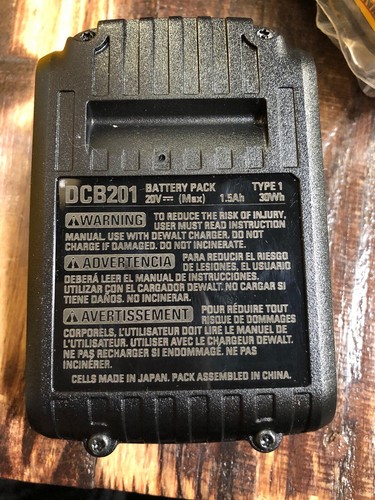 DCB201 BATTERY PACK TYPE 1
20V⎓ (Max) 1.5Ah 30Wh
⚠WARNING TO REDUCE THE RISK OF INJURY,
USER MUST READ INSTRUCTION
MANUAL. USE WITH DEWALT CHARGER. DO NOT
CHARGE IF DAMAGED. DO NOT INCINERATE.
⚠ADVERTENCIA PARA REDUCIR EL RIESGO
DE LESIONES, EL USUARIO
DEBERÁ LEER EL MANUAL DE INSTRUCCIONES.
UTILIZAR CON EL CARGADOR DEWALT. NO CARGAR SI
TIENE DAÑOS. NO INCINERAR.
⚠AVERTISSEMENT POUR RÉDUIRE TOUT
RISQUE DE DOMMAGES
CORPORELS, L'UTILISATEUR DOIT LIRE LE MANUEL DE
L'UTILISATEUR. UTILISER AVEC LE CHARGEUR DEWALT.
NE PAS RECHARGER SI ENDOMMAGÉ. NE PAS
INCINÉRER.
CELLS MADE IN JAPAN. PACK ASSEMBLED IN CHINA.